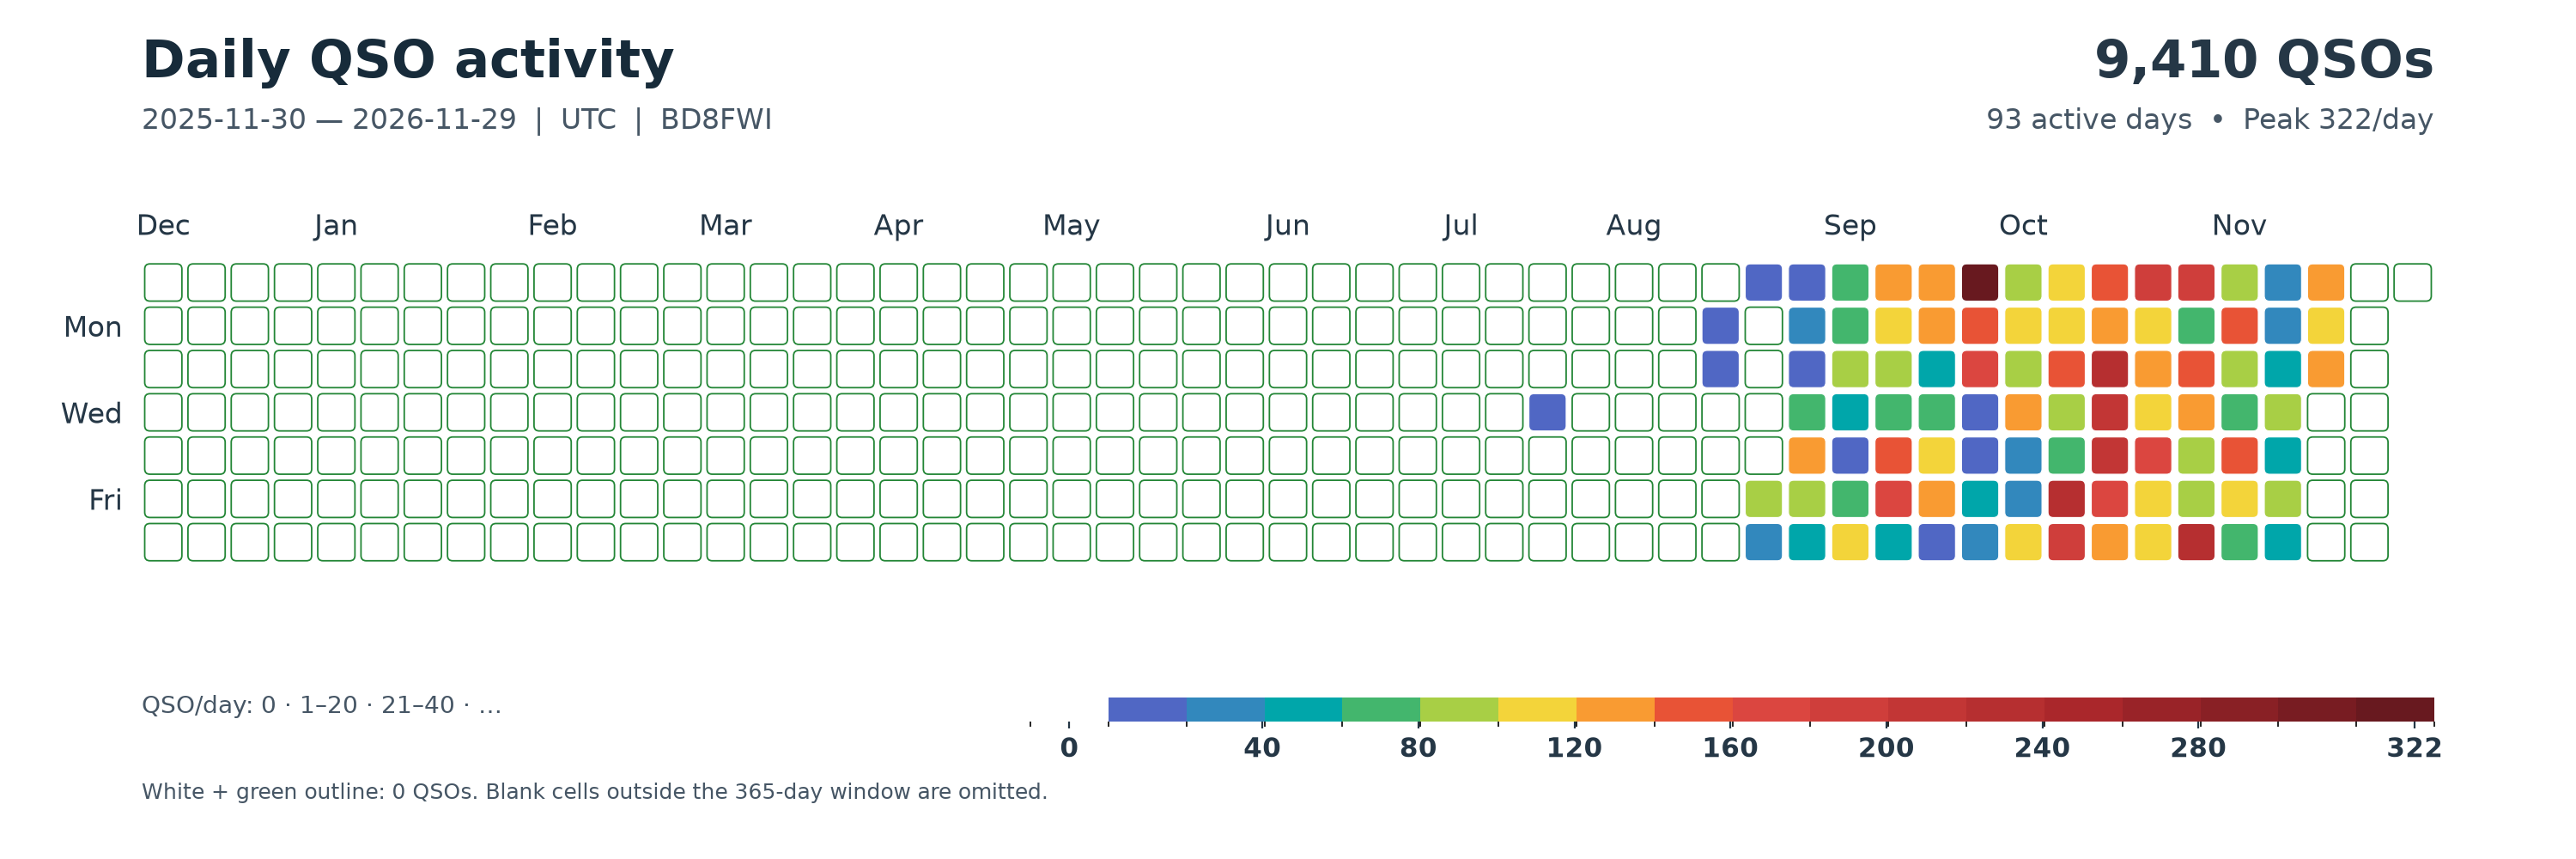 Daily QSO activity
9,410 QSOs
2025-11-30 — 2026-11-29 | UTC | BD8FWI
93 active days • Peak 322/day
Dec Jan Feb Mar Apr May Jun Jul Aug Sep Oct Nov
Mon
Wed
Fri
QSO/day: 0 · 1–20 · 21–40 · ...
0 40 80 120 160 200 240 280 322
White + green outline: 0 QSOs. Blank cells outside the 365-day window are omitted.